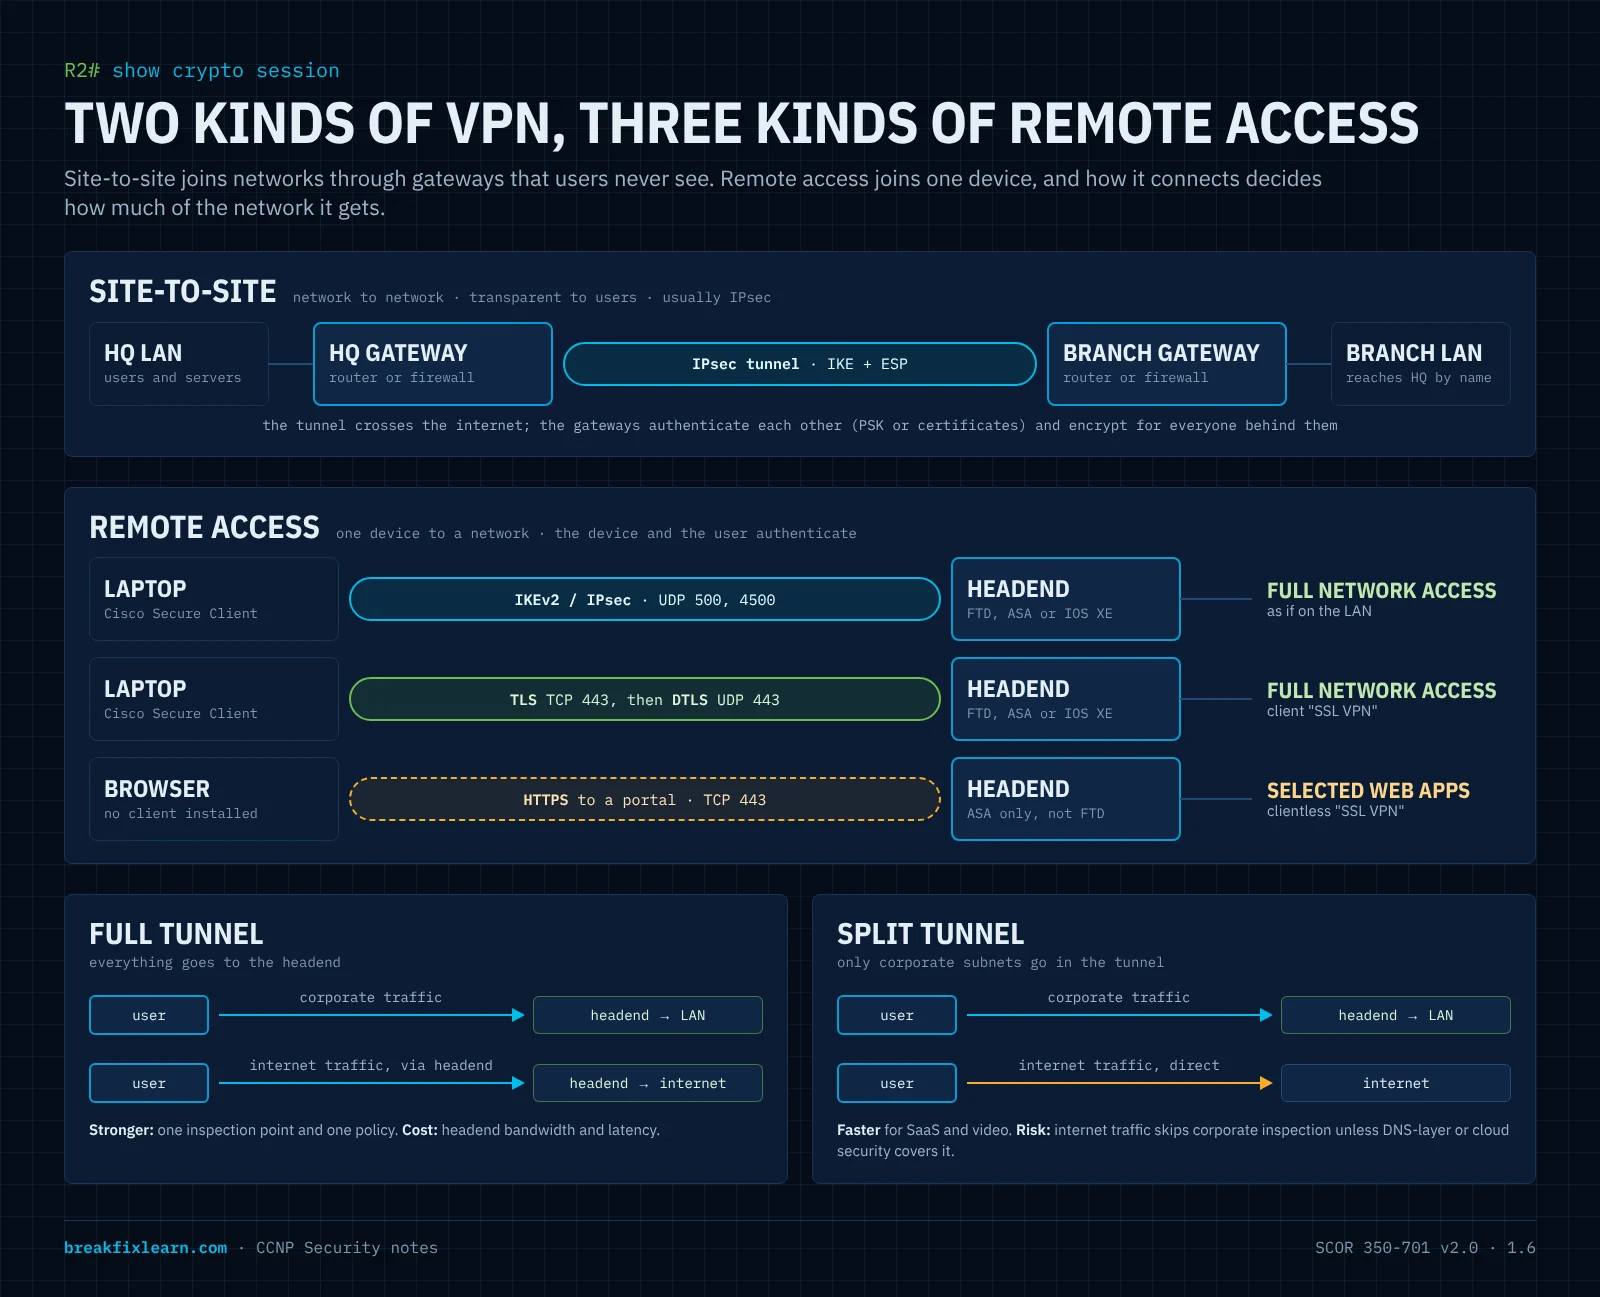 R2# show crypto session
TWO KINDS OF VPN, THREE KINDS OF REMOTE ACCESS
Site-to-site joins networks through gateways that users never see. Remote access joins one device, and how it connects decides
how much of the network it gets.
SITE-TO-SITE network to network · transparent to users · usually IPsec
HQ LAN
users and servers
HQ GATEWAY
router or firewall
IPsec tunnel · IKE + ESP
BRANCH GATEWAY
router or firewall
BRANCH LAN
reaches HQ by name
the tunnel crosses the internet; the gateways authenticate each other (PSK or certificates) and encrypt for everyone behind them
REMOTE ACCESS one device to a network · the device and the user authenticate
LAPTOP
Cisco Secure Client
IKEv2 / IPsec · UDP 500, 4500
HEADEND
FTD, ASA or IOS XE
FULL NETWORK ACCESS
as if on the LAN
LAPTOP
Cisco Secure Client
TLS TCP 443, then DTLS UDP 443
HEADEND
FTD, ASA or IOS XE
FULL NETWORK ACCESS
client "SSL VPN"
BROWSER
no client installed
HTTPS to a portal · TCP 443
HEADEND
ASA only, not FTD
SELECTED WEB APPS
clientless "SSL VPN"
FULL TUNNEL
everything goes to the headend
user
corporate traffic
headend → LAN
user
internet traffic, via headend
headend → internet
Stronger: one inspection point and one policy. Cost: headend bandwidth and latency.
SPLIT TUNNEL
only corporate subnets go in the tunnel
user
corporate traffic
headend → LAN
user
internet traffic, direct
internet
Faster for SaaS and video. Risk: internet traffic skips corporate inspection unless DNS-layer or cloud
security covers it.
breakfixlearn.com · CCNP Security notes
SCOR 350-701 v2.0 · 1.6